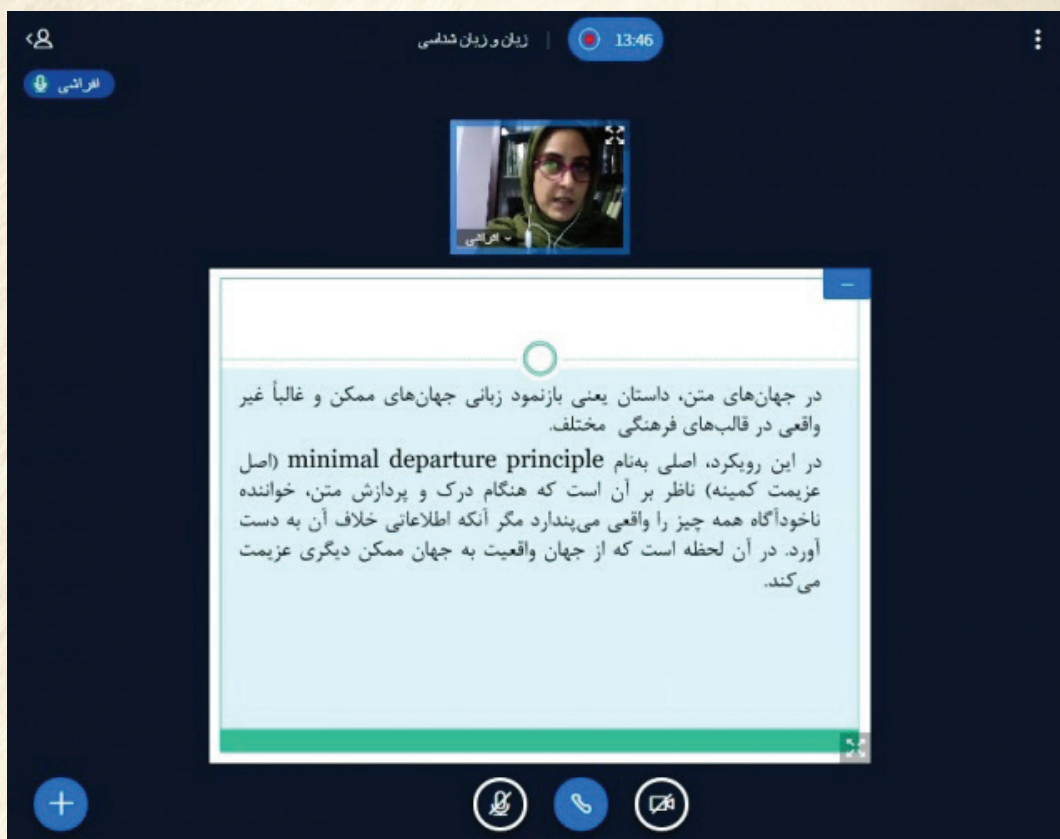 زبان و زبان شناسی | 13:46
افراشی
افراشی
در جهان‌های متن، داستان یعنی بازنمود زبانی جهان‌های ممکن و غالباً غیر
واقعی در قالب‌های فرهنگی مختلف.
در این رویکرد، اصلی به‌نام minimal departure principle (اصل
عزیمت کمینه) ناظر بر آن است که هنگام درک و پردازش متن، خواننده
ناخودآگاه همه چیز را واقعی می‌پندارد مگر آنکه اطلاعاتی خلاف آن به دست
آورد. در آن لحظه است که از جهان واقعیت به جهان ممکن دیگری عزیمت
می‌کند.